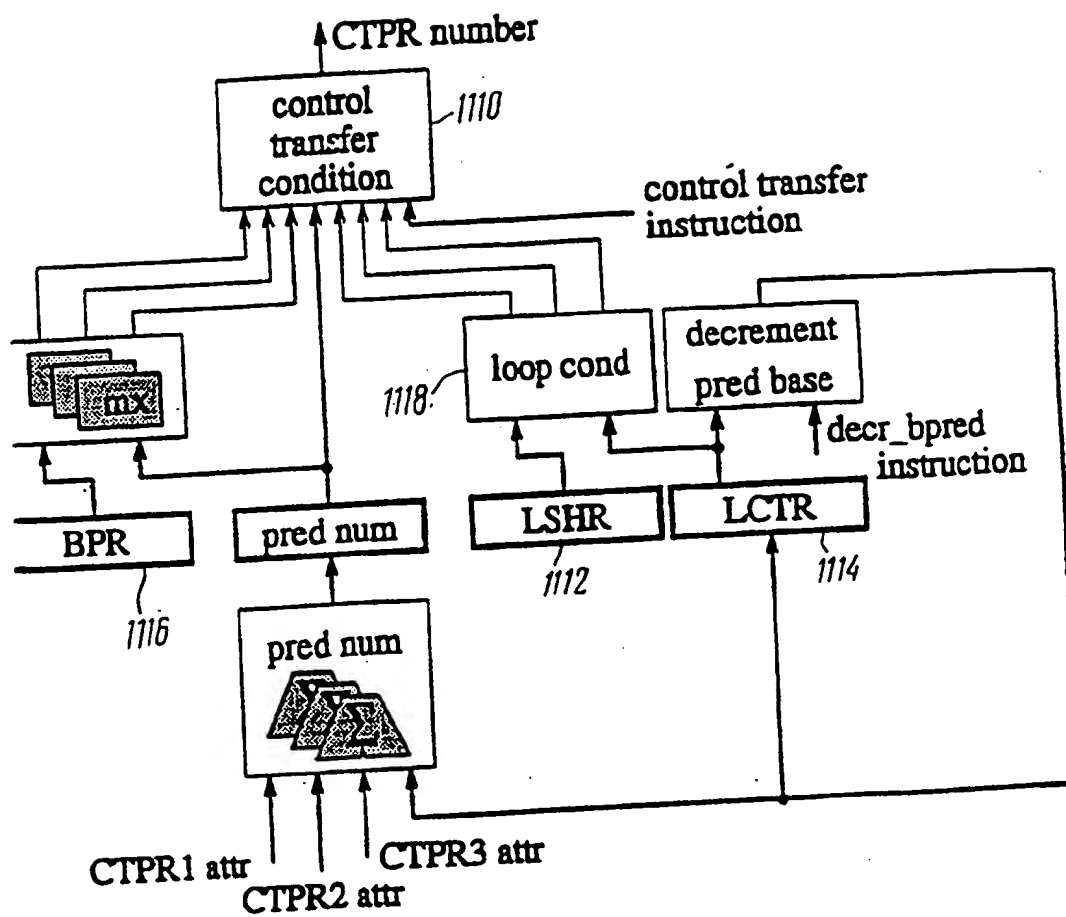 CTPR number
control
transfer
condition
1110
control transfer
instruction
mx
loop cond
1118
decrement
pred base
decr_bpred
instruction
BPR
1116
pred num
LSHR
1112
LCTR
1114
pred num
Σ
CTPR1 attr
CTPR2 attr
CTPR3 attr